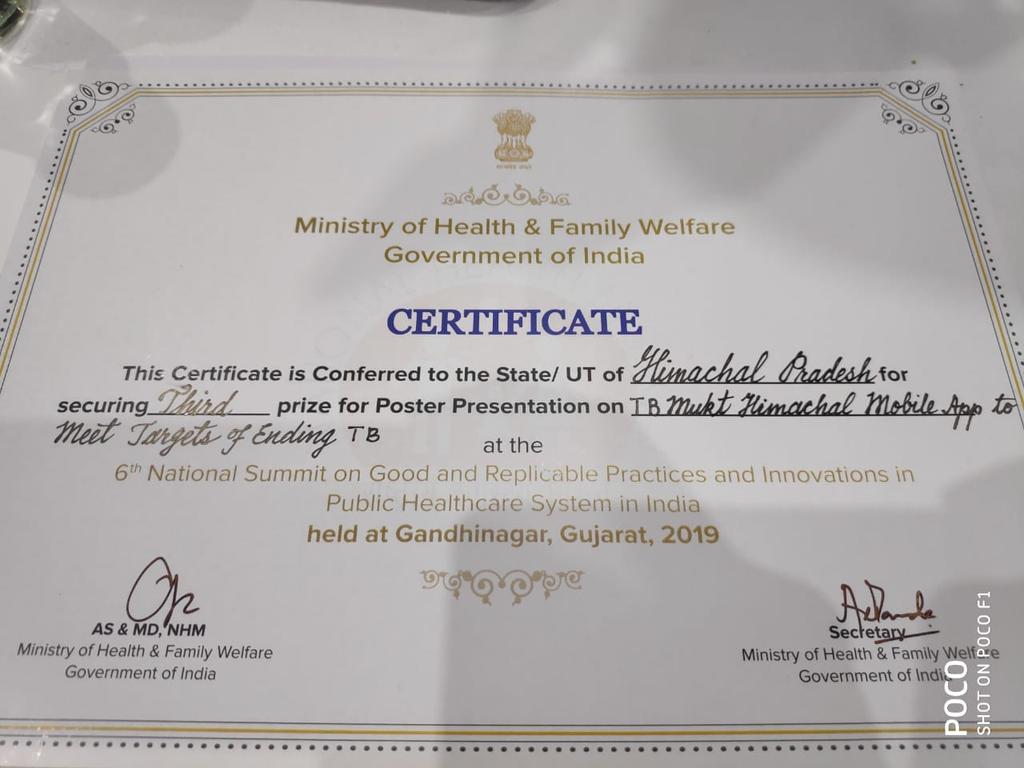 Ministry of Health & Family Welfare
Government of India
CERTIFICATE
This Certificate is Conferred to the State/ UT of Himachal Pradesh for
securing Third prize for Poster Presentation on TB Mukt Himachal Mobile App to
Meet Targets of Ending TB at the
6th National Summit on Good and Replicable Practices and Innovations in
Public Healthcare System in India
held at Gandhinagar, Gujarat, 2019
AS & MD, NHM
Ministry of Health & Family Welfare
Government of India
Secretary
Ministry of Health & Family Welfare
Government of India
POCO
SHOT ON POCO F1